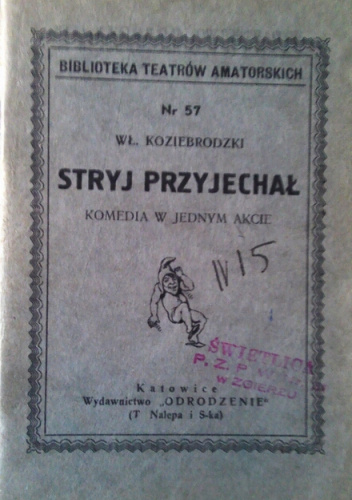 BIBLIOTEKA TEATRÓW AMATORSKICH
Nr 57
WŁ. KOZIEBRODZKI
STRYJ PRZYJECHAŁ
KOMEDIA W JEDNYM AKCIE
IV 15
ŚWIETLICA
P. Z. P.
W ZGIERZU
Katowice
Wydawnictwo „ODRODZENIE"
(T Nalepa i S-ka)